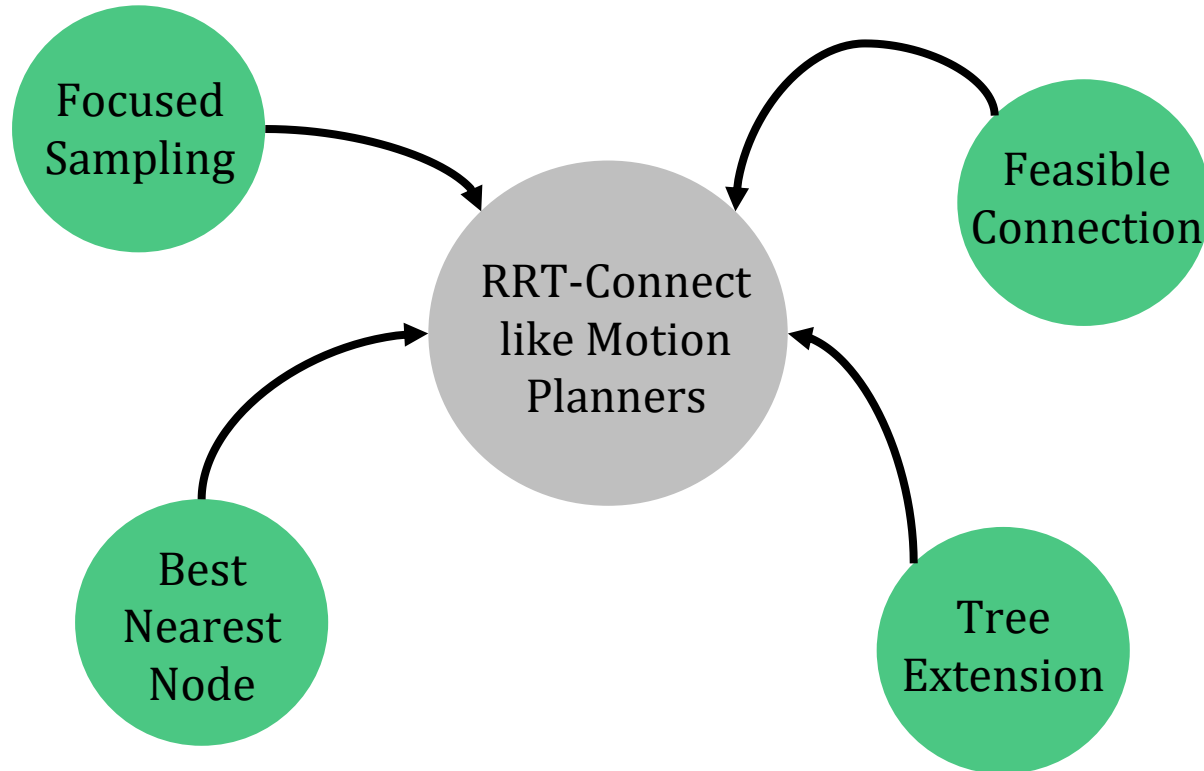 Focused
Sampling
Feasible
Connection
RRT-Connect
like Motion
Planners
Best
Nearest
Node
Tree
Extension